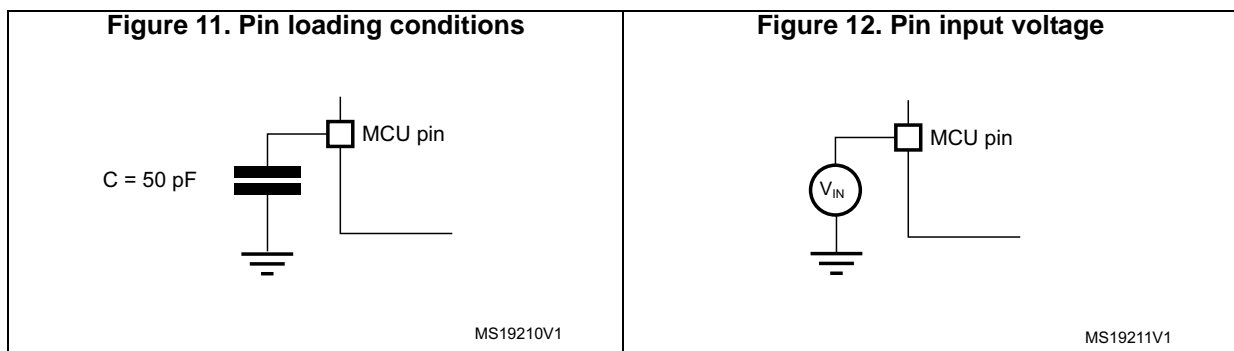 Figure 11. Pin loading conditions
MCU pin
C = 50 pF
MS19210V1
Figure 12. Pin input voltage
MCU pin
VIN
MS19211V1